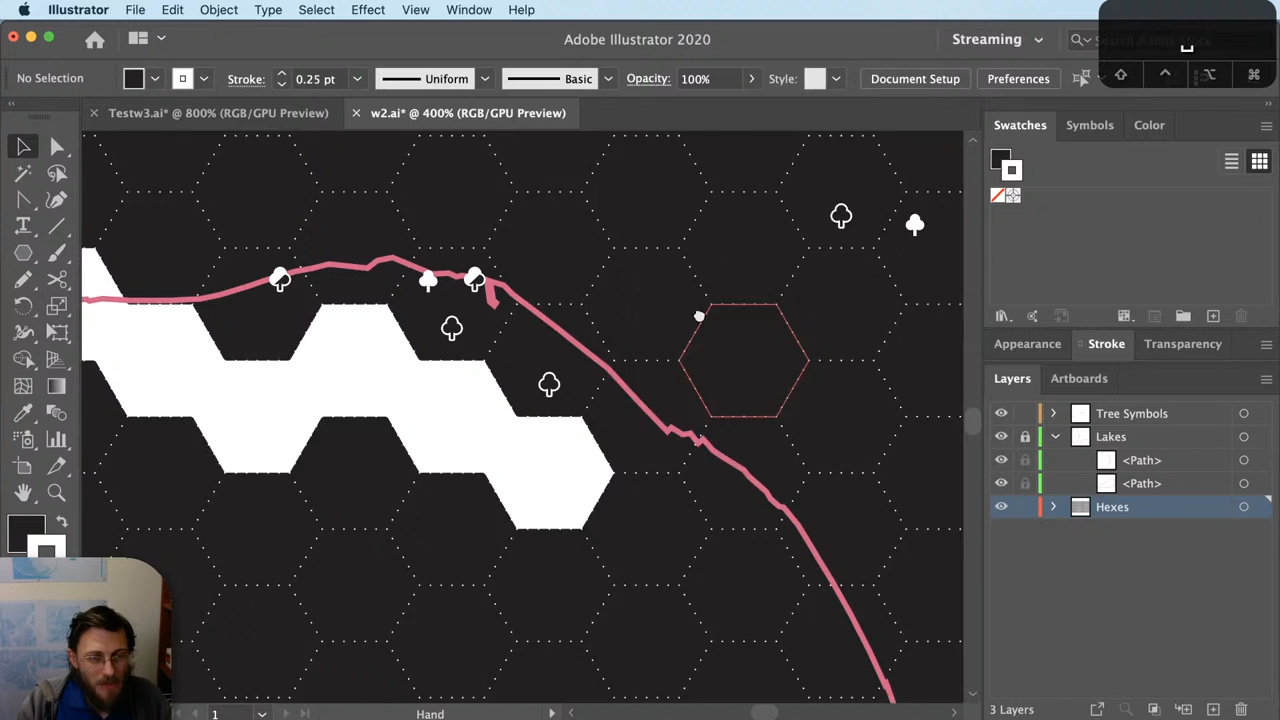 Illustrator File Edit Object Type Select Effect View Window Help
Adobe Illustrator 2020
Streaming
No Selection Stroke: 0.25 pt Uniform Basic Opacity: 100% Style: Document Setup Preferences
Testw3.ai* @ 800% (RGB/GPU Preview) w2.ai* @ 400% (RGB/GPU Preview)
Swatches Symbols Color
Appearance Stroke Transparency
Layers Artboards
Tree Symbols
Lakes
<Path>
<Path>
Hexes
1 Hand
3 Layers